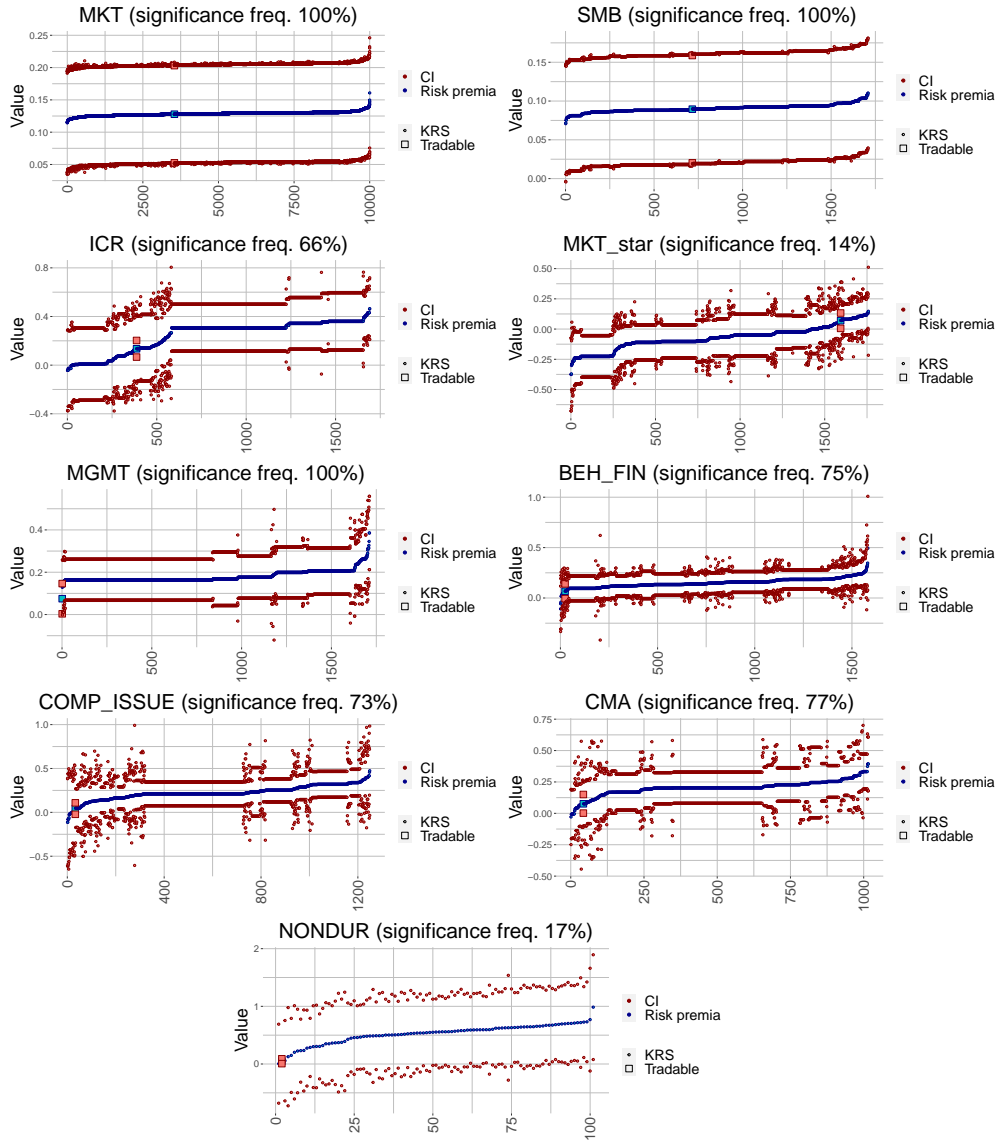 MKT (significance freq. 100%)
0.25
0.20
0.15
0.10
0.05
Value
0
2500
5000
7500
10000
CI
Risk premia
KRS
Tradable
SMB (significance freq. 100%)
0.15
0.10
0.05
0.00
Value
0
500
1000
1500
CI
Risk premia
KRS
Tradable
ICR (significance freq. 66%)
0.8
0.4
0.0
−0.4
Value
0
500
1000
1500
CI
Risk premia
KRS
Tradable
MKT_star (significance freq. 14%)
0.50
0.25
0.00
−0.25
−0.50
Value
0
500
1000
1500
CI
Risk premia
KRS
Tradable
MGMT (significance freq. 100%)
0.4
0.2
0.0
Value
0
500
1000
1500
CI
Risk premia
KRS
Tradable
BEH_FIN (significance freq. 75%)
1.0
0.5
0.0
Value
0
500
1000
1500
CI
Risk premia
KRS
Tradable
COMP_ISSUE (significance freq. 73%)
1.0
0.5
0.0
−0.5
Value
0
400
800
1200
CI
Risk premia
KRS
Tradable
CMA (significance freq. 77%)
0.75
0.50
0.25
0.00
−0.25
−0.50
Value
0
250
500
750
1000
CI
Risk premia
KRS
Tradable
NONDUR (significance freq. 17%)
2
1
0
Value
0
25
50
75
100
CI
Risk premia
KRS
Tradable